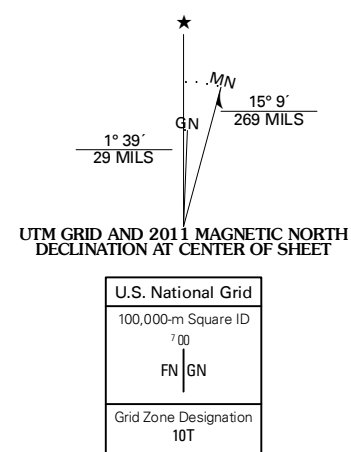 MN
15° 9´
269 MILS
GN
1° 39´
29 MILS
UTM GRID AND 2011 MAGNETIC NORTH
DECLINATION AT CENTER OF SHEET
U.S. National Grid
100,000-m Square ID
7 00
FN GN
Grid Zone Designation
10T